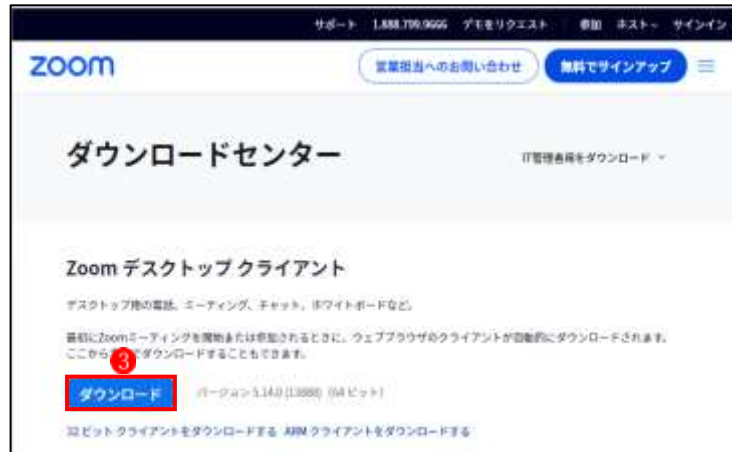 サポート 1.888.799.9666 デモをリクエスト 参加 ホスト サインイン
zoom 営業担当へのお問い合わせ 無料でサインアップ
ダウンロードセンター IT管理者用をダウンロード
Zoom デスクトップ クライアント
デスクトップ用の電話、ミーティング、チャット、ホワイトボードなど。
最初にZoomミーティングを開始または参加されるときに、ウェブブラウザのクライアントが自動的にダウンロードされます。
ここから でダウンロードすることもできます。
3
ダウンロード バージョン 5.14.0 (13888) (64 ビット)
32 ビット クライアントをダウンロードする ARM クライアントをダウンロードする